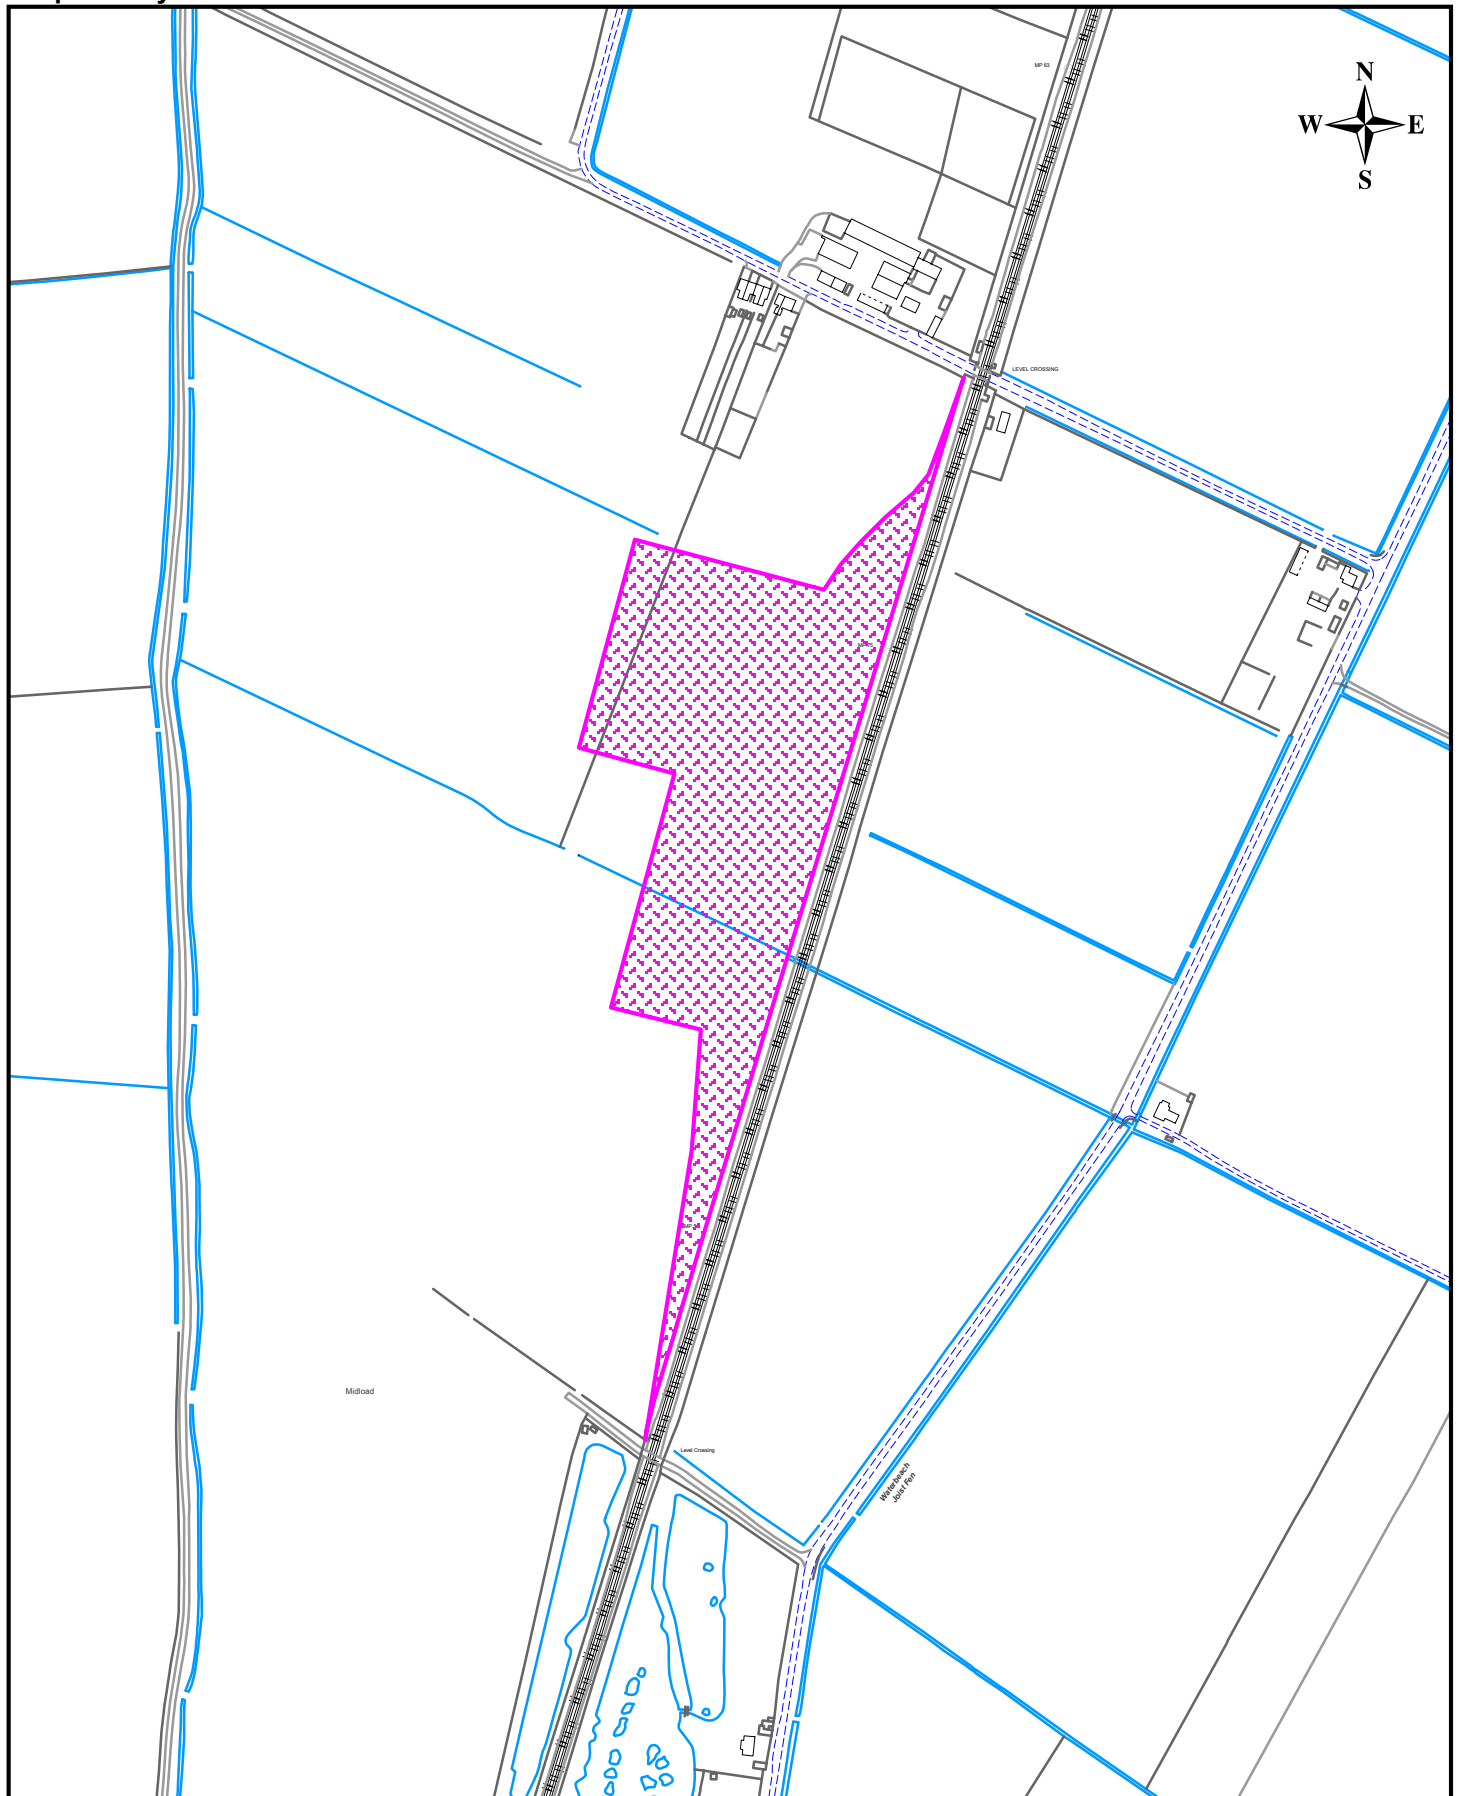 MP 63
N
W E
S
LEVEL CROSSING
Midload
Level Crossing
Waterbeach
Joist Fen